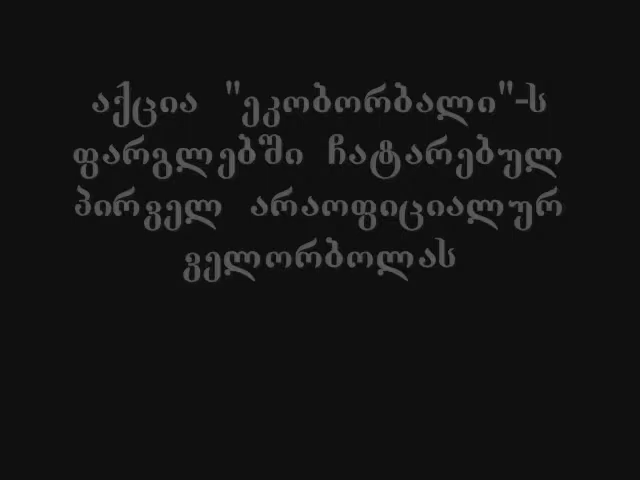 აქცია "ეკობორბალი"-ს
ფარგლებში ჩატარებულ
პირველ არაოფიციალურ
ველორბოლას